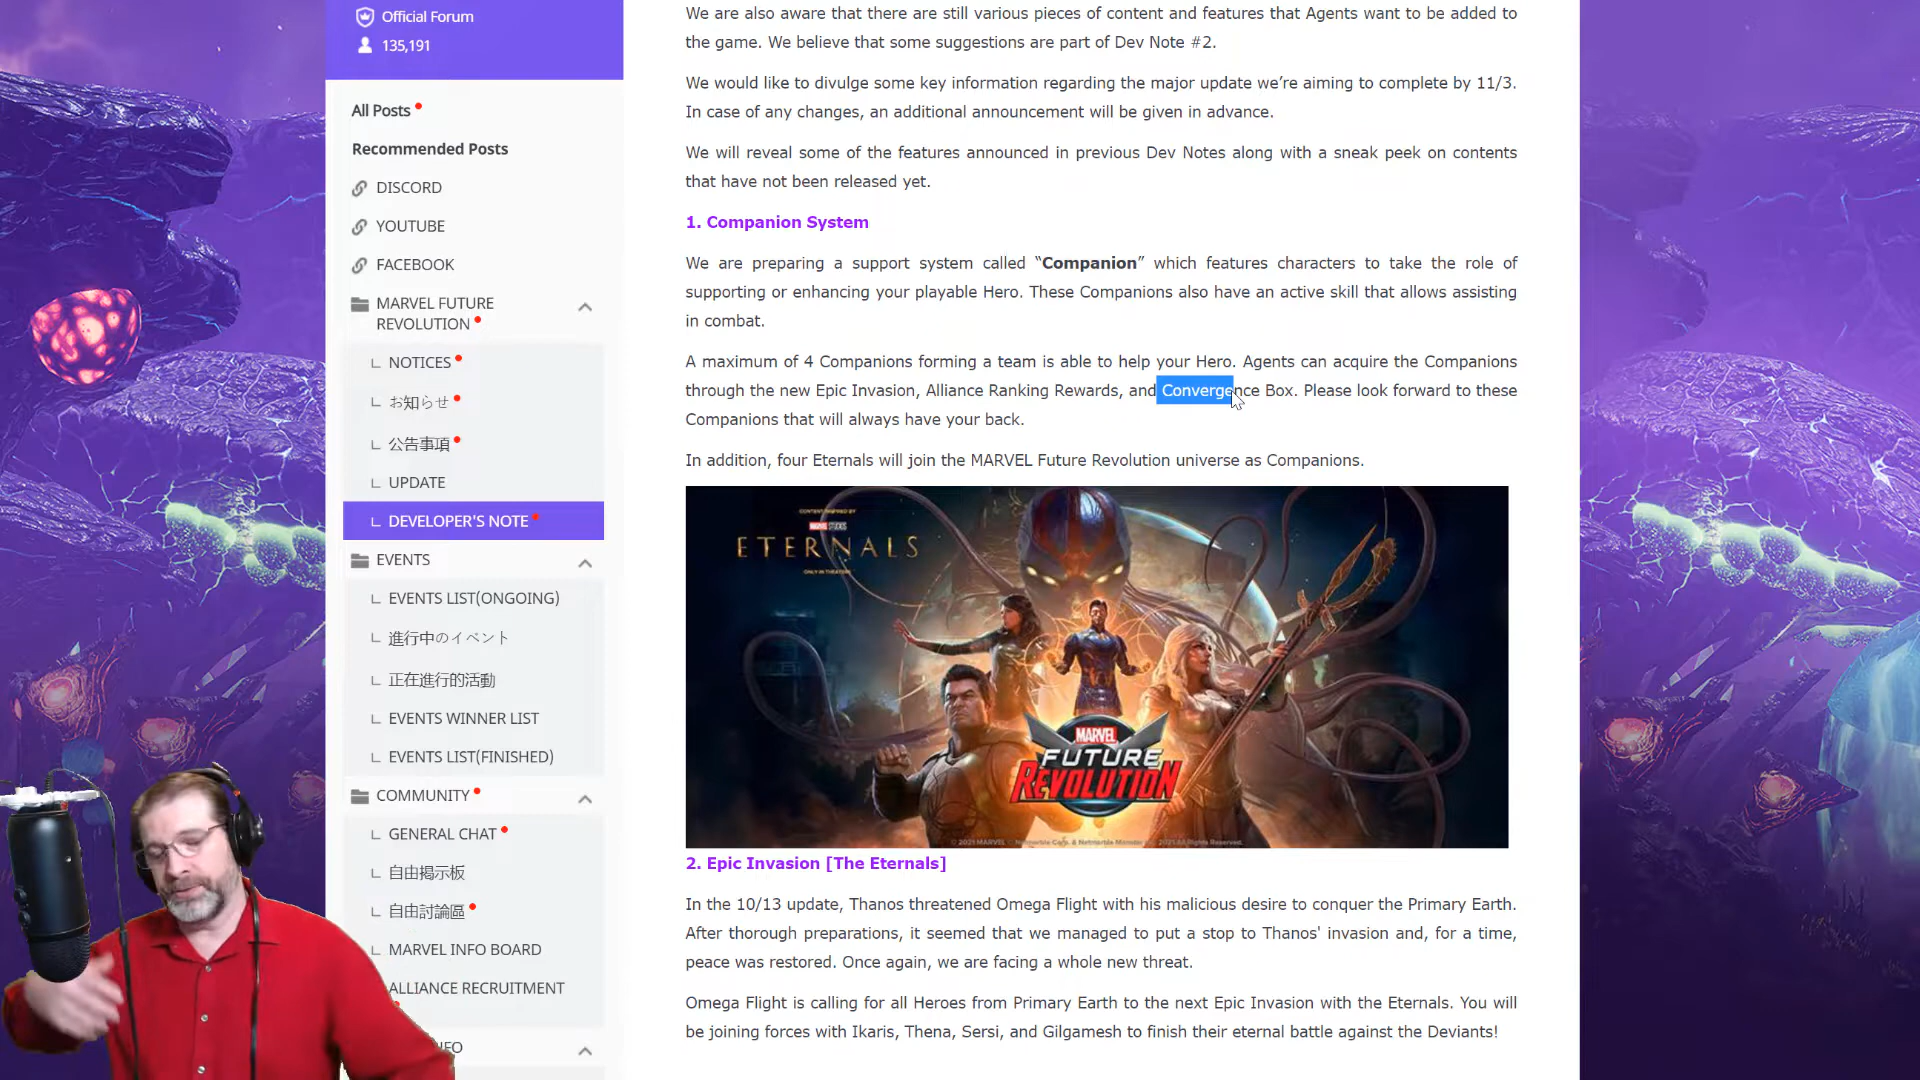 Official Forum
135,191
All Posts
Recommended Posts
DISCORD
YOUTUBE
FACEBOOK
MARVEL FUTURE
REVOLUTION
NOTICES
お知らせ
公告事項
UPDATE
DEVELOPER'S NOTE
EVENTS
EVENTS LIST(ONGOING)
進行中のイベント
正在進行的活動
EVENTS WINNER LIST
EVENTS LIST(FINISHED)
COMMUNITY
GENERAL CHAT
自由掲示板
自由討論區
MARVEL INFO BOARD
ALLIANCE RECRUITMENT
We are also aware that there are still various pieces of content and features that Agents want to be added to
the game. We believe that some suggestions are part of Dev Note #2.
We would like to divulge some key information regarding the major update we're aiming to complete by 11/3.
In case of any changes, an additional announcement will be given in advance.
We will reveal some of the features announced in previous Dev Notes along with a sneak peek on contents
that have not been released yet.
1. Companion System
We are preparing a support system called “Companion” which features characters to take the role of
supporting or enhancing your playable Hero. These Companions also have an active skill that allows assisting
in combat.
A maximum of 4 Companions forming a team is able to help your Hero. Agents can acquire the Companions
through the new Epic Invasion, Alliance Ranking Rewards, and Convergence Box. Please look forward to these
Companions that will always have your back.
In addition, four Eternals will join the MARVEL Future Revolution universe as Companions.
CONTENT INSPIRED BY
MARVEL STUDIOS
ETERNALS
ONLY IN THEATERS
MARVEL
FUTURE
REVOLUTION
© 2021 MARVEL © Netmarble Corp. & Netmarble Monster Inc. 2021 All Rights Reserved.
2. Epic Invasion [The Eternals]
In the 10/13 update, Thanos threatened Omega Flight with his malicious desire to conquer the Primary Earth.
After thorough preparations, it seemed that we managed to put a stop to Thanos' invasion and, for a time,
peace was restored. Once again, we are facing a whole new threat.
Omega Flight is calling for all Heroes from Primary Earth to the next Epic Invasion with the Eternals. You will
be joining forces with Ikaris, Thena, Sersi, and Gilgamesh to finish their eternal battle against the Deviants!